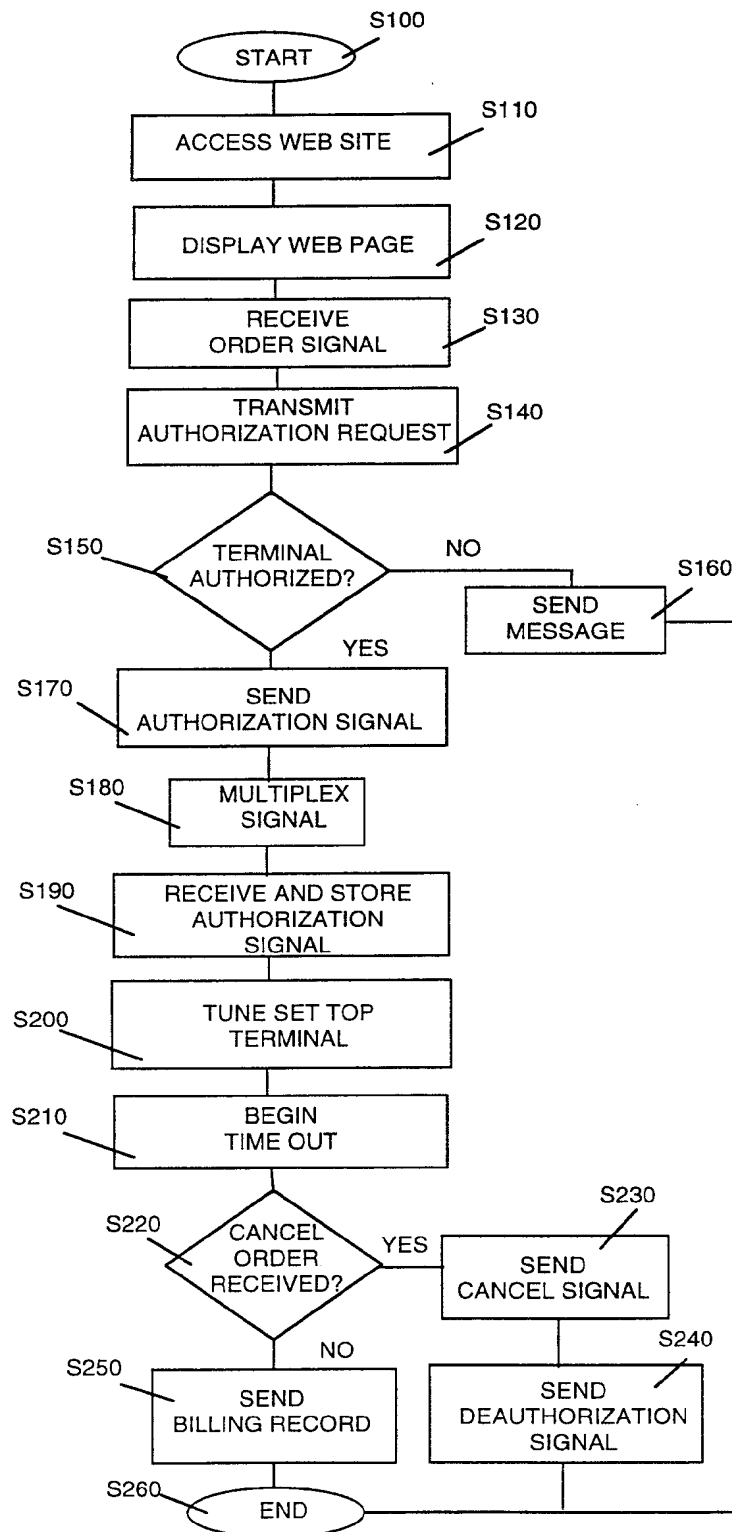 S100
START
S110
ACCESS WEB SITE
S120
DISPLAY WEB PAGE
S130
RECEIVE
ORDER SIGNAL
S140
TRANSMIT
AUTHORIZATION REQUEST
S150
TERMINAL
AUTHORIZED?
NO
S160
SEND
MESSAGE
YES
S170
SEND
AUTHORIZATION SIGNAL
S180
MULTIPLEX
SIGNAL
S190
RECEIVE AND STORE
AUTHORIZATION
SIGNAL
S200
TUNE SET TOP
TERMINAL
S210
BEGIN
TIME OUT
S220
CANCEL
ORDER
RECEIVED?
YES
S230
SEND
CANCEL SIGNAL
S240
SEND
DEAUTHORIZATION
SIGNAL
NO
S250
SEND
BILLING RECORD
S260
END